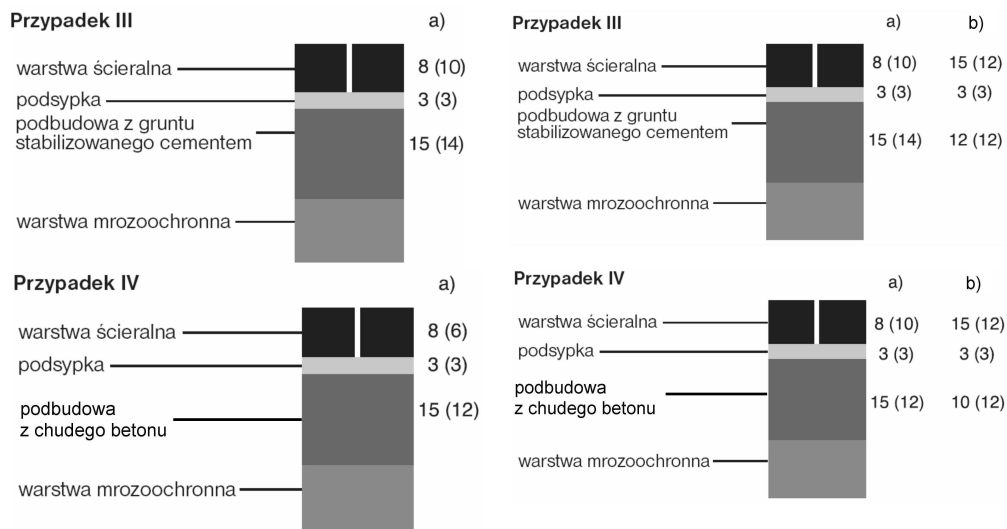 Przypadek III
a)
warstwa ścieralna
8 (10)
podsypka
3 (3)
podbudowa z gruntu
stabilizowanego cementem
15 (14)
warstwa mrozoochronna
Przypadek III
a)
b)
warstwa ścieralna
8 (10)
15 (12)
podsypka
3 (3)
3 (3)
podbudowa z gruntu
stabilizowanego cementem
15 (14)
12 (12)
warstwa mrozoochronna
Przypadek IV
a)
warstwa ścieralna
8 (6)
podsypka
3 (3)
podbudowa
z chudego betonu
15 (12)
warstwa mrozoochronna
Przypadek IV
a)
b)
warstwa ścieralna
8 (10)
15 (12)
podsypka
3 (3)
3 (3)
podbudowa
z chudego betonu
15 (12)
10 (12)
warstwa mrozoochronna